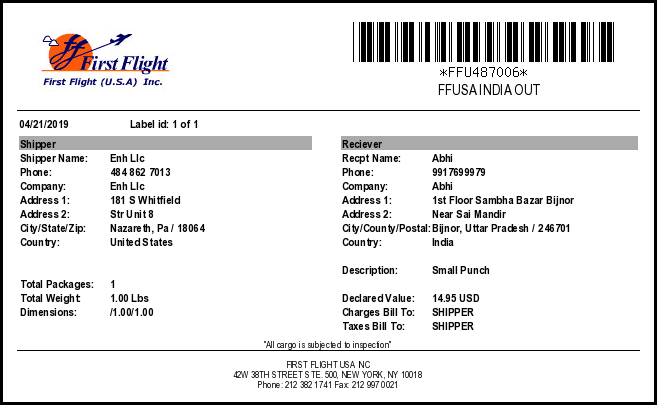 First Flight
First Flight (U.S.A) Inc.
*FFU487006*
FFUSA INDIA OUT
04/21/2019 Label id: 1 of 1
Shipper
Shipper Name: Enh Llc
Phone: 484 862 7013
Company: Enh Llc
Address 1: 181 S Whitfield
Address 2: Str Unit 8
City/State/Zip: Nazareth, Pa / 18064
Country: United States
Total Packages: 1
Total Weight: 1.00 Lbs
Dimensions: /1.00/1.00
Reciever
Recpt Name: Abhi
Phone: 9917699979
Company: Abhi
Address 1: 1st Floor Sambha Bazar Bijnor
Address 2: Near Sai Mandir
City/County/Postal: Bijnor, Uttar Pradesh / 246701
Country: India
Description: Small Punch
Declared Value: 14.95 USD
Charges Bill To: SHIPPER
Taxes Bill To: SHIPPER
"All cargo is subjected to inspection"
FIRST FLIGHT USA INC
42W 38TH STREET STE. 500, NEW YORK, NY 10018
Phone: 212 382 1741 Fax: 212 997 0021